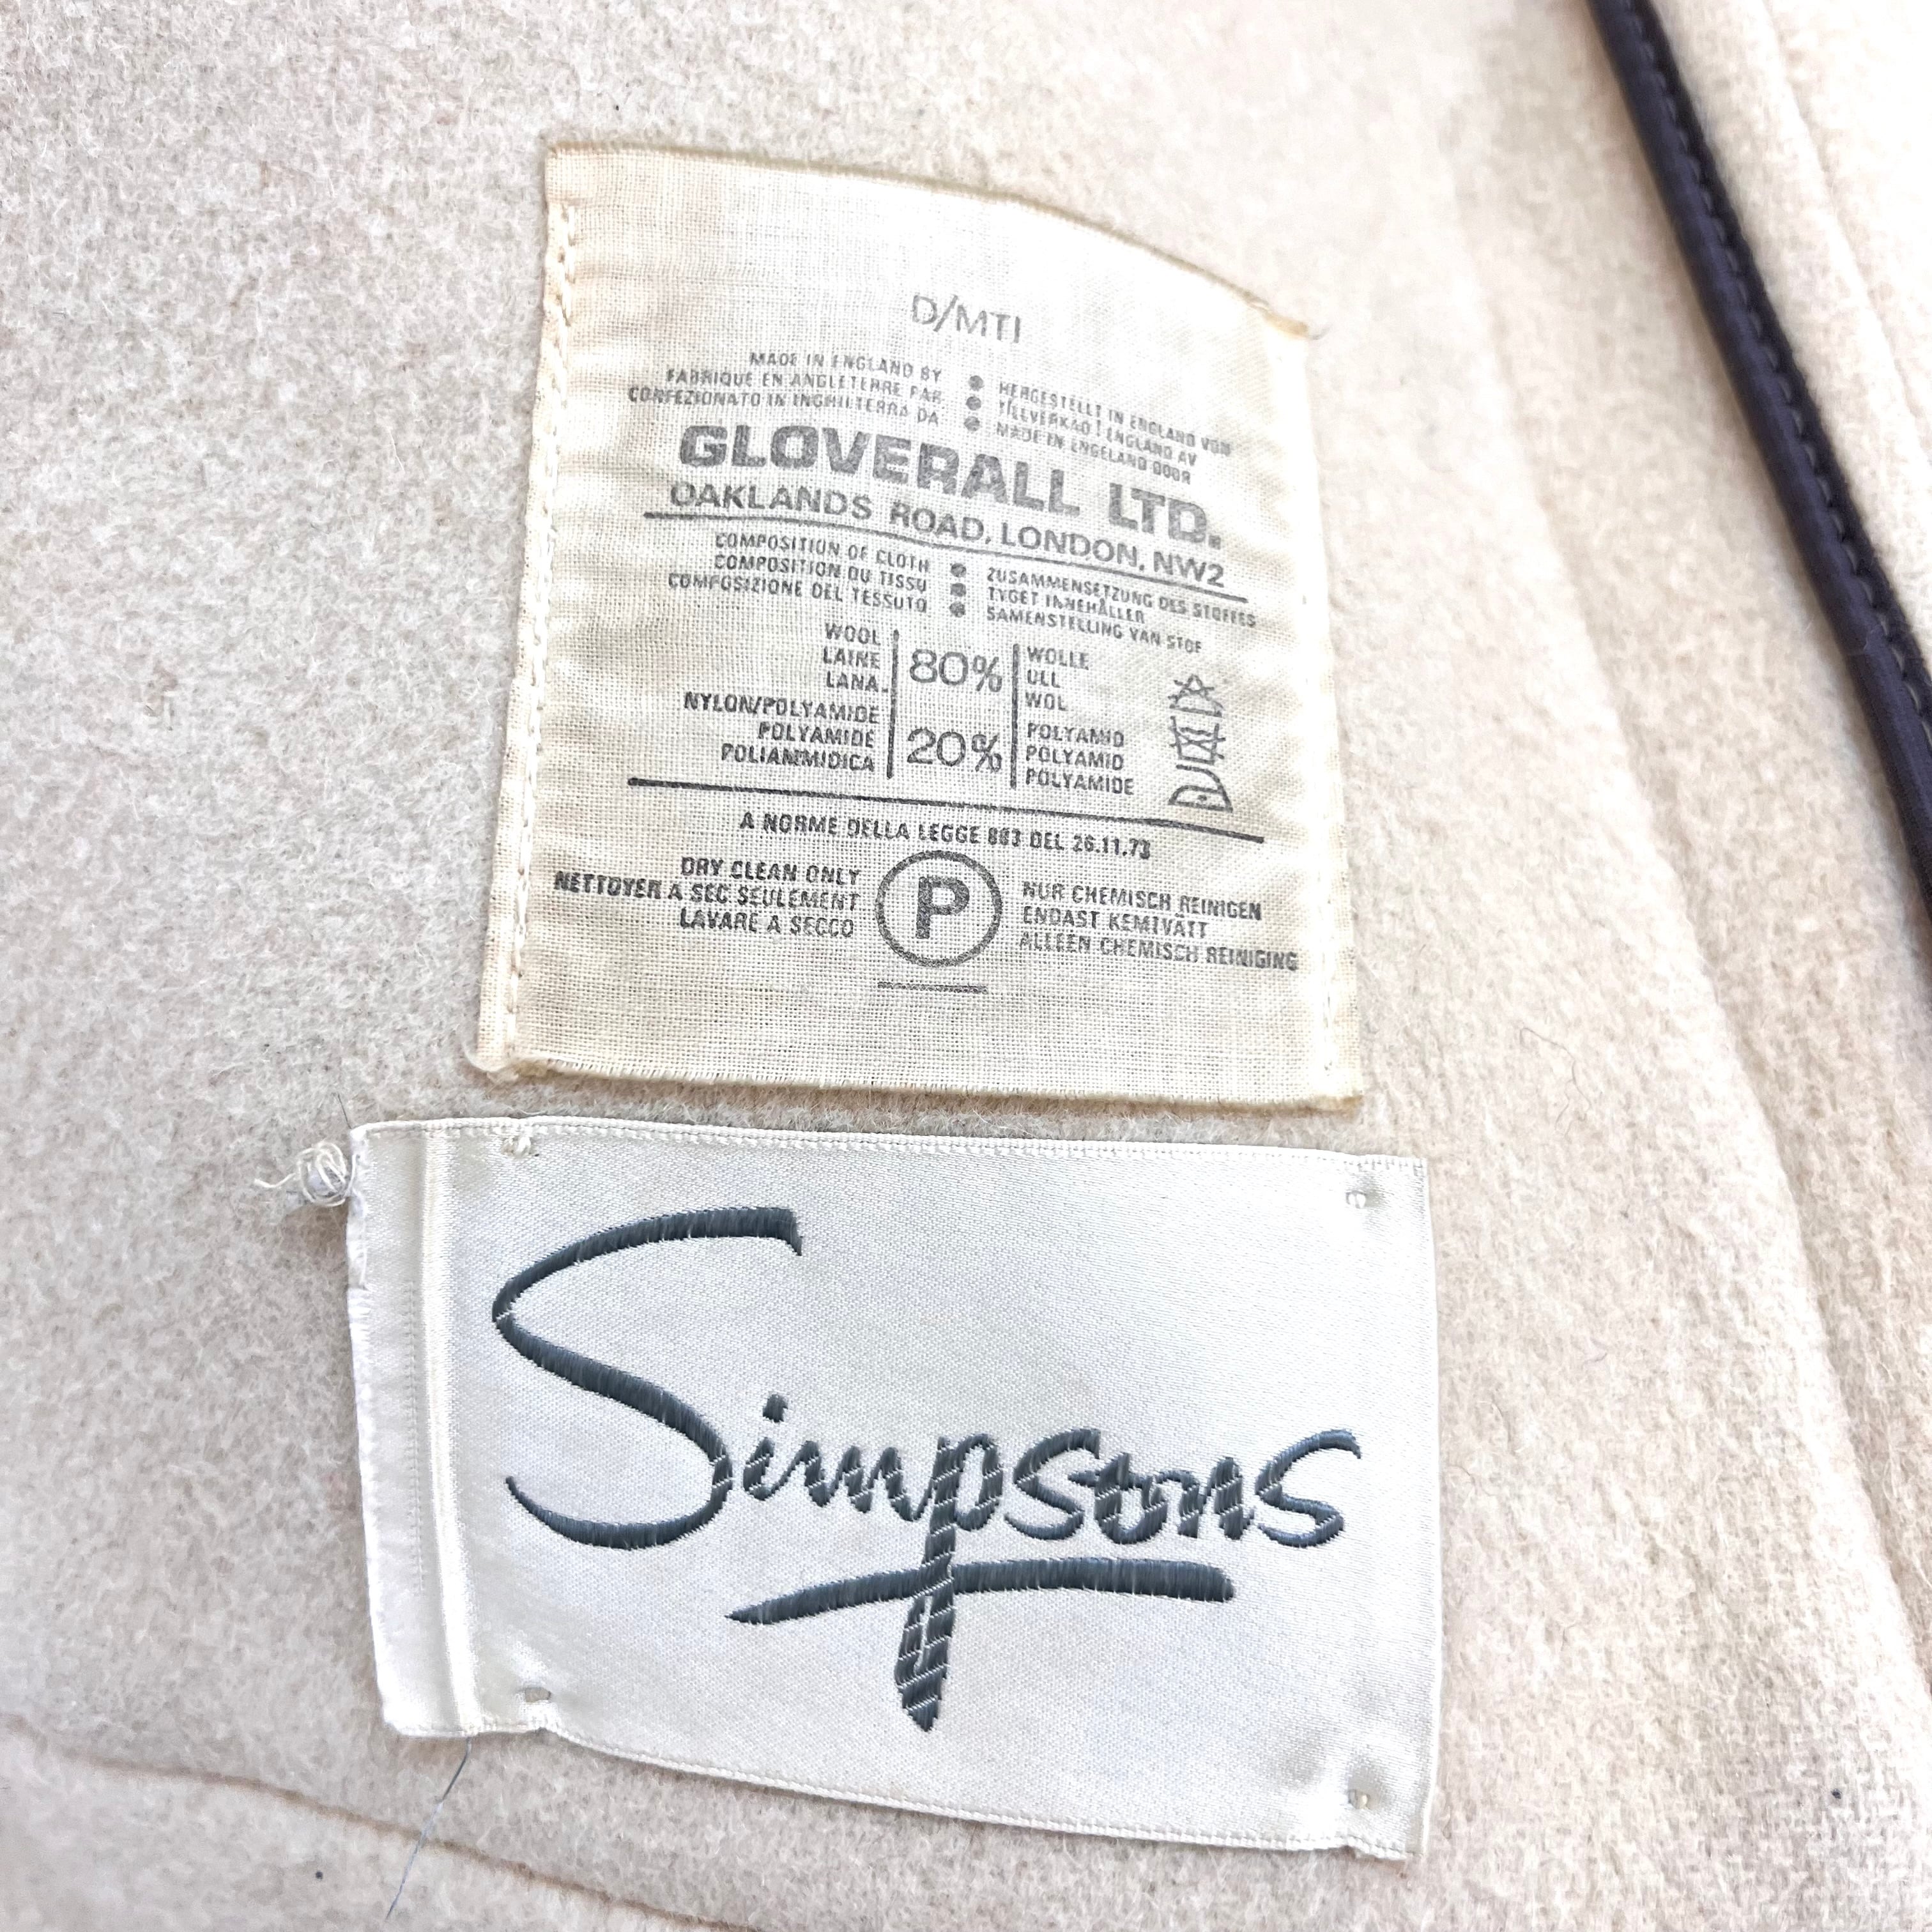 D/MTI
MADE IN ENGLAND BY
FABRIQUÉ EN ANGLETERRE PAR
CONFEZIONATO IN INGHILTERRA DA
HERGESTELLT IN ENGLAND VON
TILLVERKAD I ENGLAND AV
MADE IN ENGELAND DOOR
GLOVERALL LTD.
OAKLANDS ROAD, LONDON, NW2
COMPOSITION OF CLOTH
COMPOSITION DU TISSU
COMPOSIZIONE DEL TESSUTO
ZUSAMMENSETZUNG DES STOFFES
TYGET INNEHÅLLER
SAMENSTELLING VAN STOF
WOOL
LAINE
LANA
80%
WOLLE
ULL
WOL
NYLON/POLYAMIDE
POLYAMIDE
POLIAMMIDICA
20%
POLYAMID
POLYAMID
POLYAMIDE
A NORME DELLA LEGGE 883 DEL 26.11.73
DRY CLEAN ONLY
NETTOYER A SEC SEULEMENT
LAVARE A SECCO
P
NUR CHEMISCH REINIGEN
ENDAST KEMTVÄTT
ALLEEN CHEMISCH REINIGING
Simpsons